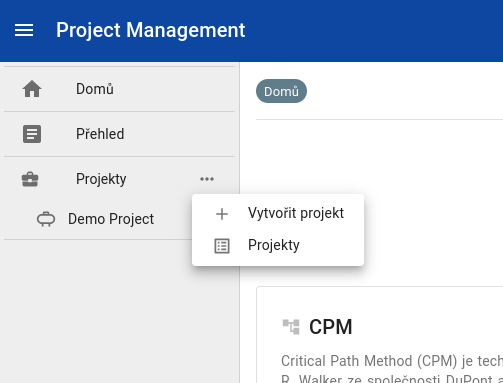 Project Management
Domů
Domů
Přehled
Projekty
Demo Project
Vytvořit projekt
Projekty
CPM
Critical Path Method (CPM) je tech
R. Walker ze společnosti DuPont a